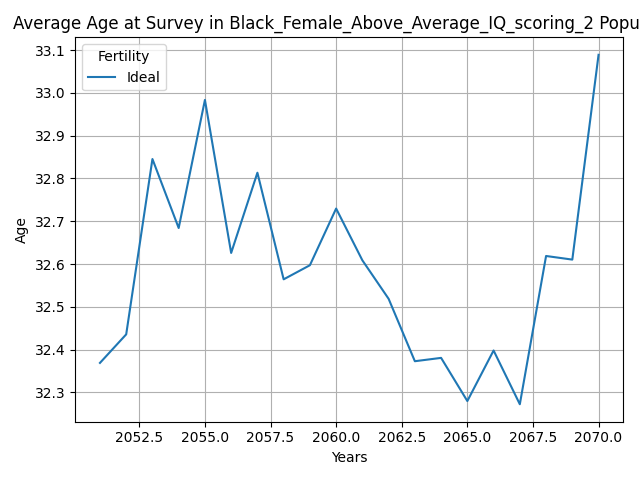 Average Age at Survey in Black_Female_Above_Average_IQ_scoring_2 Popu
33.1
33.0
32.9
32.8
32.7
32.6
32.5
32.4
32.3
Age
Fertility
Ideal
2052.5 2055.0 2057.5 2060.0 2062.5 2065.0 2067.5 2070.0
Years